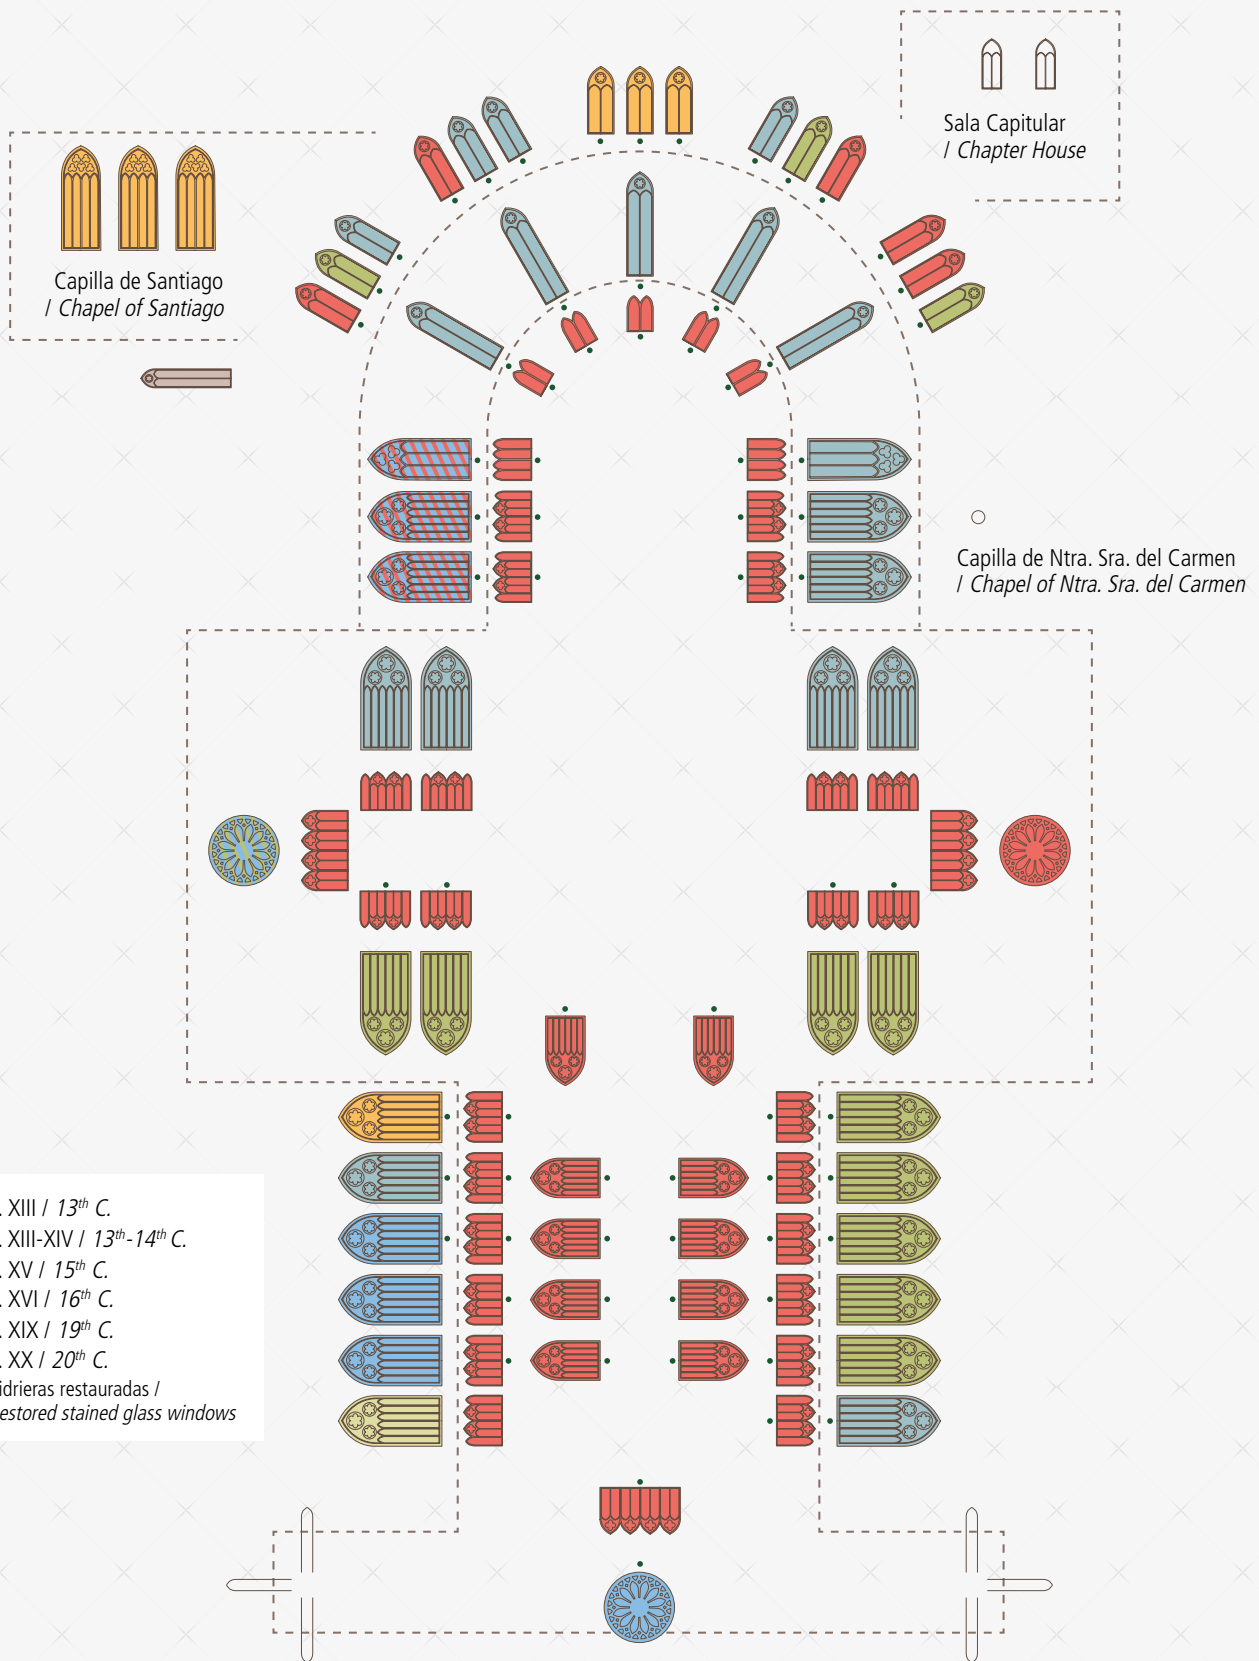 Sala Capitular
/ Chapter House
Capilla de Santiago
/ Chapel of Santiago
Capilla de Ntra. Sra. del Carmen
/ Chapel of Ntra. Sra. del Carmen
. XIII / 13th C.
. XIII-XIV / 13th-14th C.
. XV / 15th C.
. XVI / 16th C.
. XIX / 19th C.
. XX / 20th C.
idrieras restauradas /
estored stained glass windows